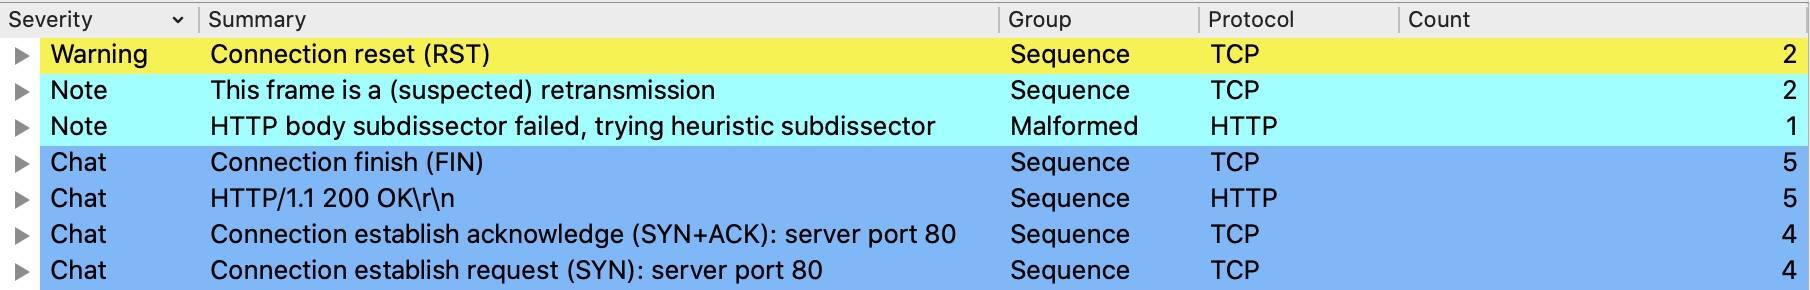 Severity Summary Group Protocol Count
Warning Connection reset (RST) Sequence TCP 2
Note This frame is a (suspected) retransmission Sequence TCP 2
Note HTTP body subdissector failed, trying heuristic subdissector Malformed HTTP 1
Chat Connection finish (FIN) Sequence TCP 5
Chat HTTP/1.1 200 OK\r\n Sequence HTTP 5
Chat Connection establish acknowledge (SYN+ACK): server port 80 Sequence TCP 4
Chat Connection establish request (SYN): server port 80 Sequence TCP 4